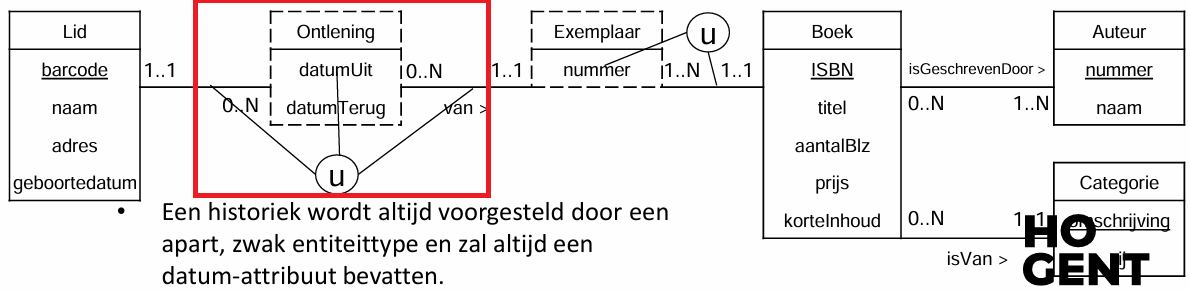 Lid
barcode
naam
adres
geboortedatum
1..1
0..N
Ontlening
datumUit
datumTerug
u
0..N
van >
1..1
Exemplaar
nummer
u
1..N
1..1
Boek
ISBN
titel
aantalBlz
prijs
korteInhoud
isGeschrevenDoor >
0..N
1..N
Auteur
nummer
naam
0..N
1..1
isVan >
Categorie
HO
GENT
• Een historiek wordt altijd voorgesteld door een
apart, zwak entiteittype en zal altijd een
datum-attribuut bevatten.